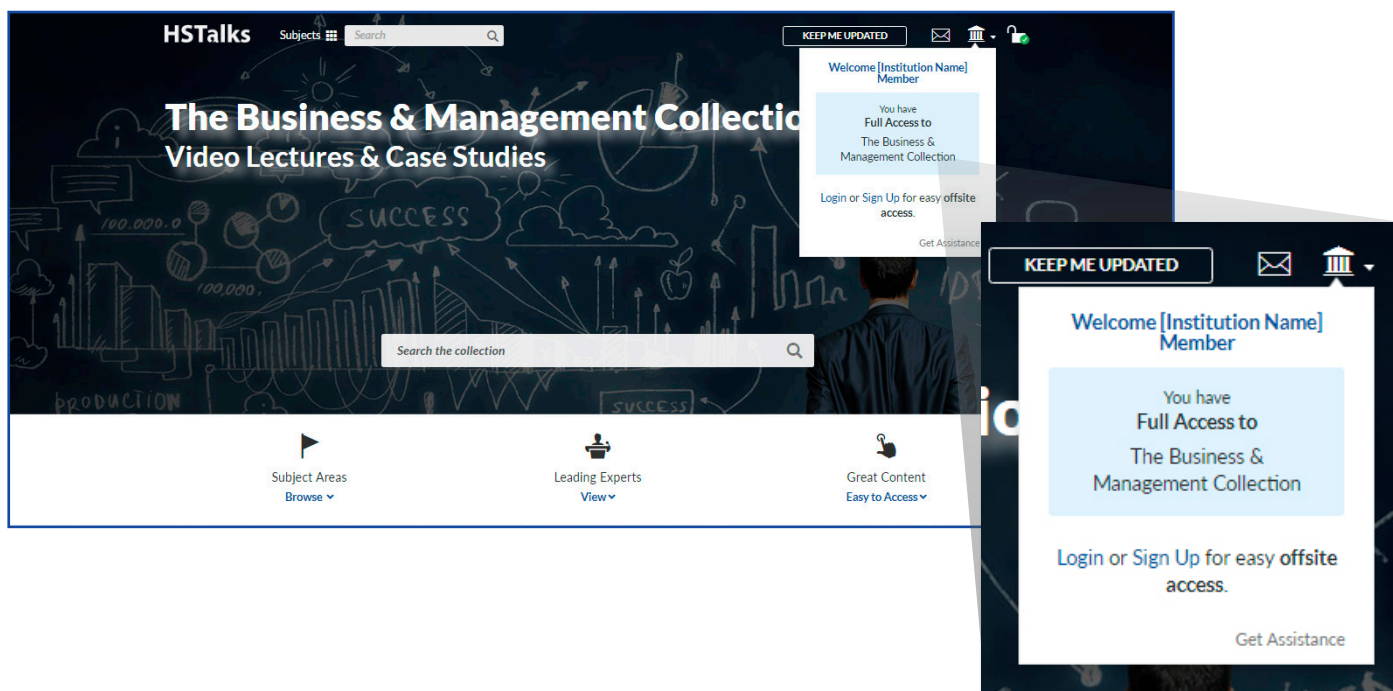 HSTalks
Subjects
Search
KEEP ME UPDATED
Welcome [Institution Name]
Member
You have
Full Access to
The Business &
Management Collection
Login or Sign Up for easy offsite
access.
Get Assistance
The Business & Management Collectio
Video Lectures & Case Studies
SUCCESS
100.000.0
100,000.
Search the collection
PRODUCTION
SUCCESS
Subject Areas
Browse
Leading Experts
View
Great Content
Easy to Access
KEEP ME UPDATED
Welcome [Institution Name]
Member
You have
Full Access to
The Business &
Management Collection
Login or Sign Up for easy offsite
access.
Get Assistance
io